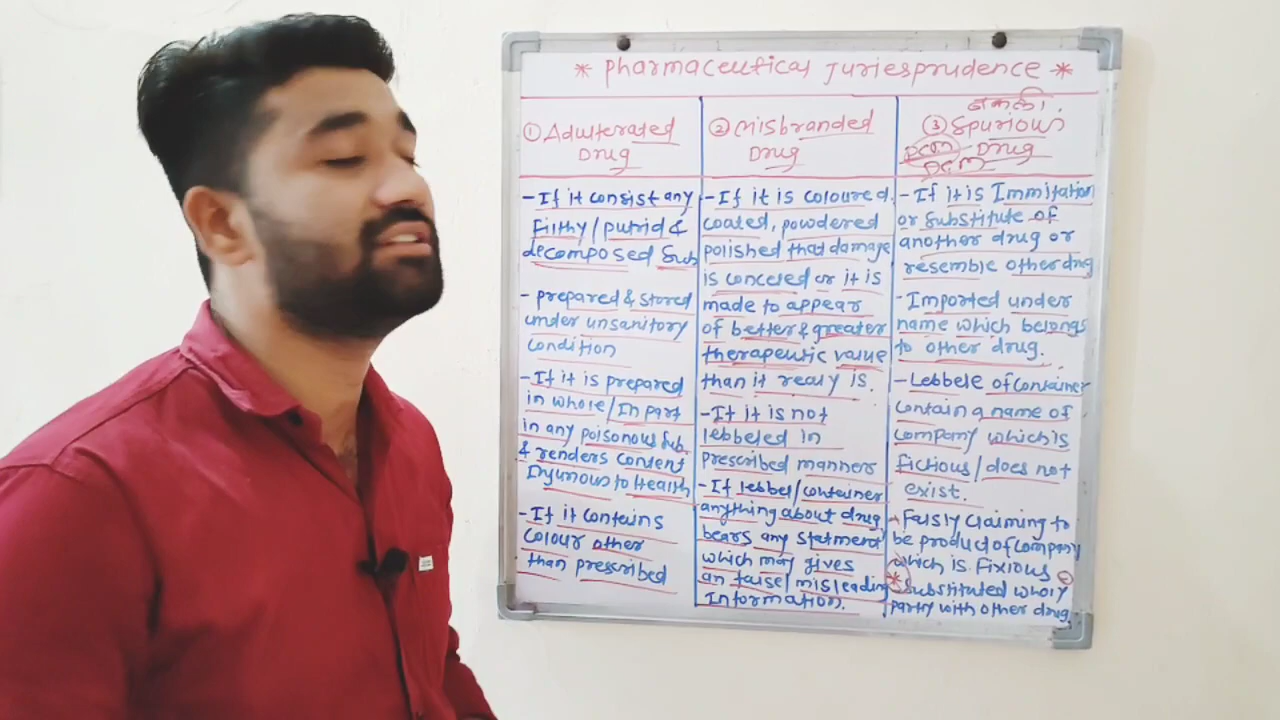 * Pharmaceutical Juriesprudence *
① Adulterated
Drug
- If it consist any
Filthy / putrid &
decomposed Sub
- prepared & stored
under unsanitory
condition
- If it is prepared
in whole / In part
in any poisonous Sub.
& renders content
Injurious to Health
- If it contains
colour other
than prescribed
② Misbranded
Drug
- If it is coloured,
coated, powdered
polished that damage
is conceled or it is
made to appear
of better & greater
therapeutic value
than it realy is.
- If it is not
lebbeled in
prescribed manners
- If lebbel / container
anything about drug
bears any statment
which may gives
an false / misleading
Information.
नकली.
③ Spurious
Drug
PCM
- If it is Immitation
or substitute of
another drug or
resemble other drug
- Imported under
name which belongs
to other drug.
- Lebbele of container
contain a name of
company which is
fictious / does not
exist.
- Falsly claiming to
be product of company
which is Fixious
* Substituted wholy
partly with other drug.